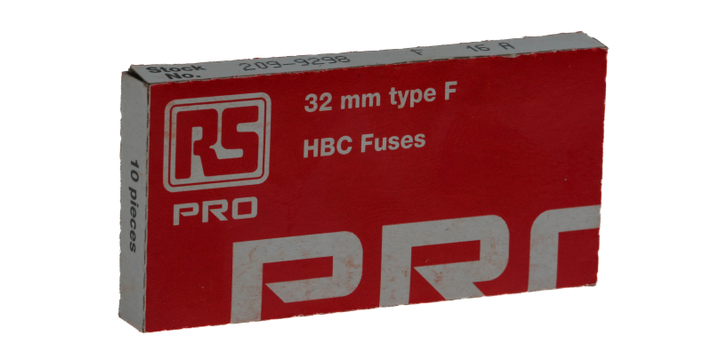 Stock
No.
209-9298 F 16 A
RS
PRO
32 mm type F
HBC Fuses
10 pieces
PRO